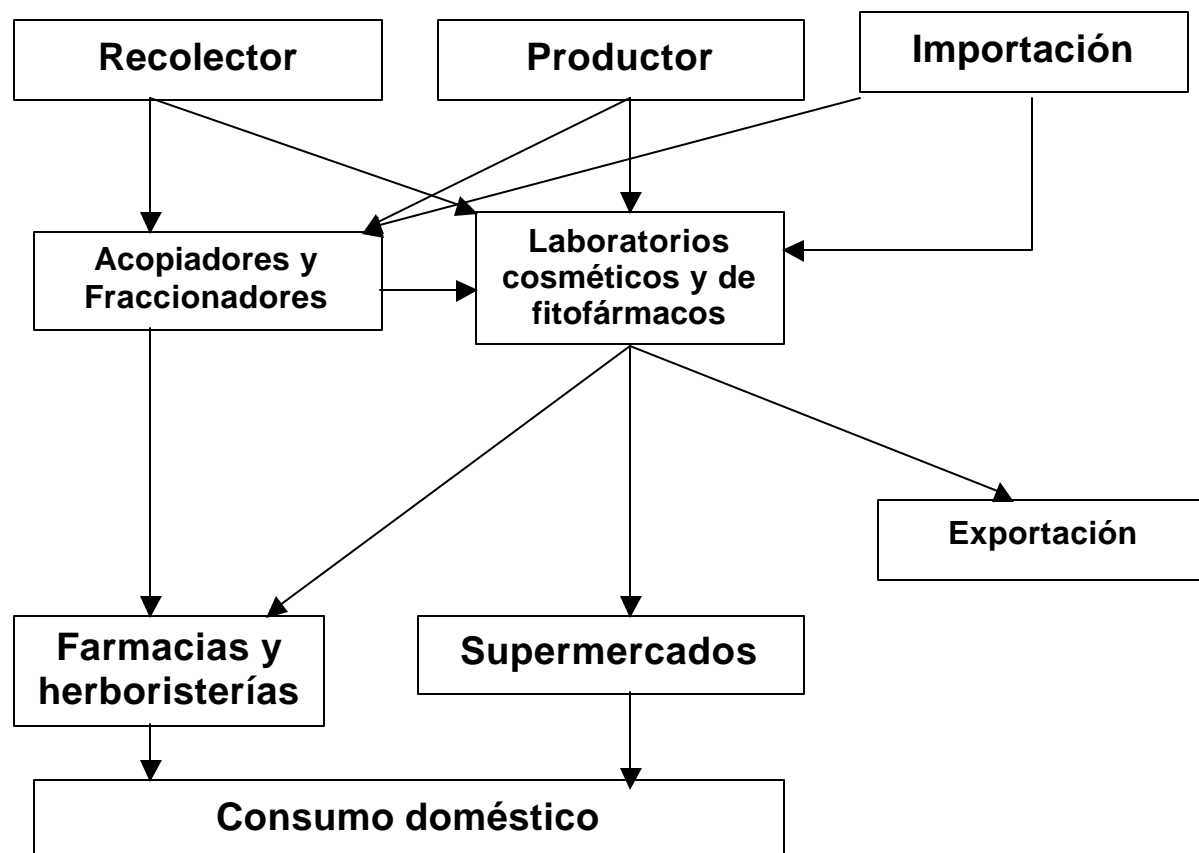 Recolector
Productor
Importación
Acopiadores y
Fraccionadores
Laboratorios
cosméticos y de
fitofármacos
Exportación
Farmacias y
herboristerías
Supermercados
Consumo doméstico